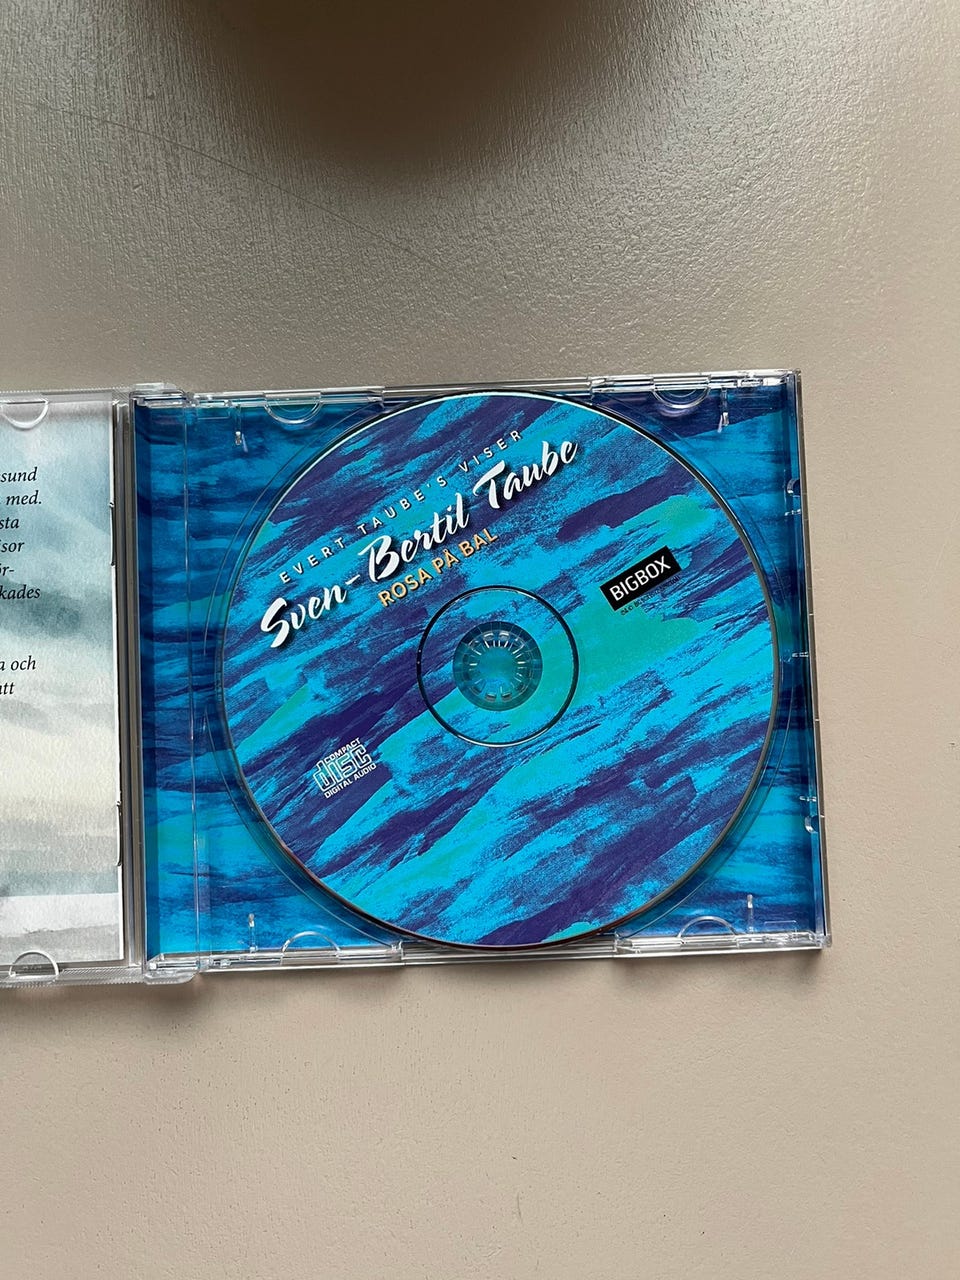 sund
med.
sta
isor
ör-
kades
a och
att
EVERT TAUBE'S VISER
Sven-Bertil Taube
ROSA PÅ BAL
BIGBOX
COMPACT
disc
DIGITAL AUDIO